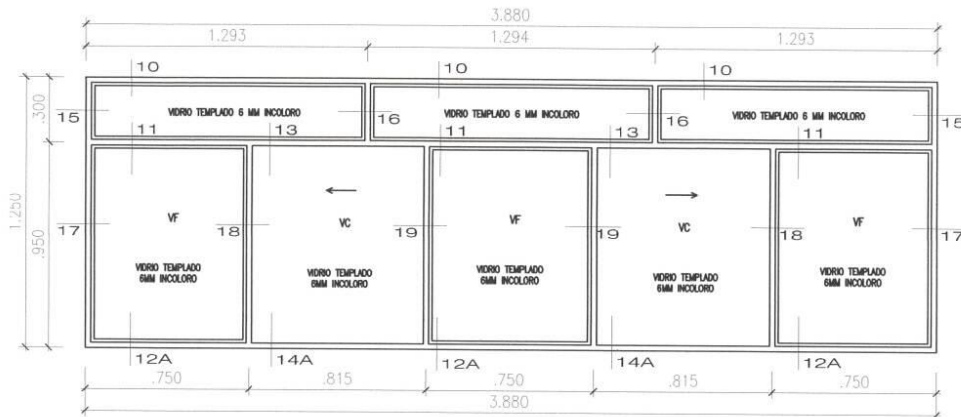 3.880
1.293 1.294 1.293
10 10 10
.300
15 VIDRIO TEMPLADO 6 MM INCOLORO 16 VIDRIO TEMPLADO 6 MM INCOLORO 16 VIDRIO TEMPLADO 6 MM INCOLORO 15
11 13 11 13 11
1.250
.950
17 VF 18 VC 19 VF 19 VC 18 VF 17
VIDRIO TEMPLADO VIDRIO TEMPLADO VIDRIO TEMPLADO VIDRIO TEMPLADO VIDRIO TEMPLADO
6MM INCOLORO 6MM INCOLORO 6MM INCOLORO 6MM INCOLORO 6MM INCOLORO
12A 14A 12A 14A 12A
.750 .815 .750 .815 .750
3.880